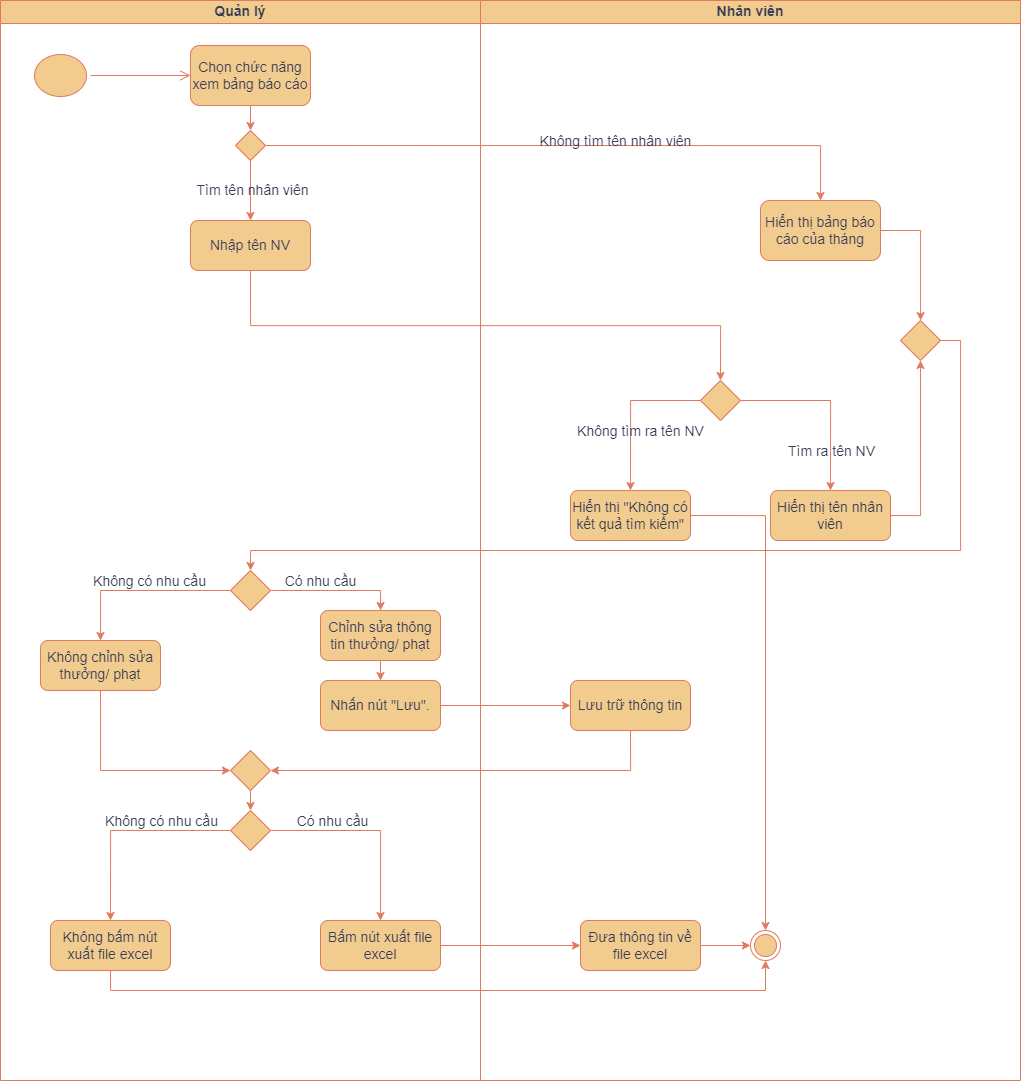 Quản lý
Nhân viên
Chọn chức năng
xem bảng báo cáo
Không tìm tên nhân viên
Tìm tên nhân viên
Nhập tên NV
Hiển thị bảng báo
cáo của tháng
Không tìm ra tên NV
Tìm ra tên NV
Hiển thị "Không có
kết quả tìm kiếm"
Hiển thị tên nhân
viên
Không có nhu cầu
Có nhu cầu
Chỉnh sửa thông
tin thưởng/ phạt
Không chỉnh sửa
thưởng/ phạt
Nhấn nút "Lưu".
Lưu trữ thông tin
Không có nhu cầu
Có nhu cầu
Không bấm nút
xuất file excel
Bấm nút xuất file
excel
Đưa thông tin về
file excel